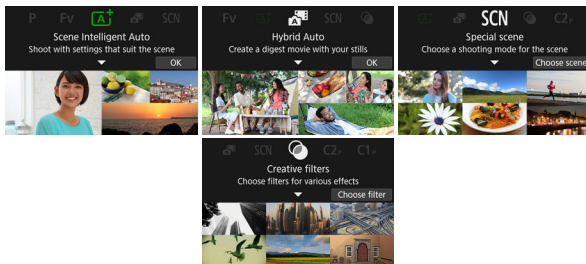 P Fv A+ SCN
Scene Intelligent Auto
Shoot with settings that suit the scene
OK
Fv A+ SCN
Hybrid Auto
Create a digest movie with your stills
OK
A+ SCN C2
Special scene
Choose a shooting mode for the scene
Choose scene
SCN C2 C1
Creative filters
Choose filters for various effects
Choose filter